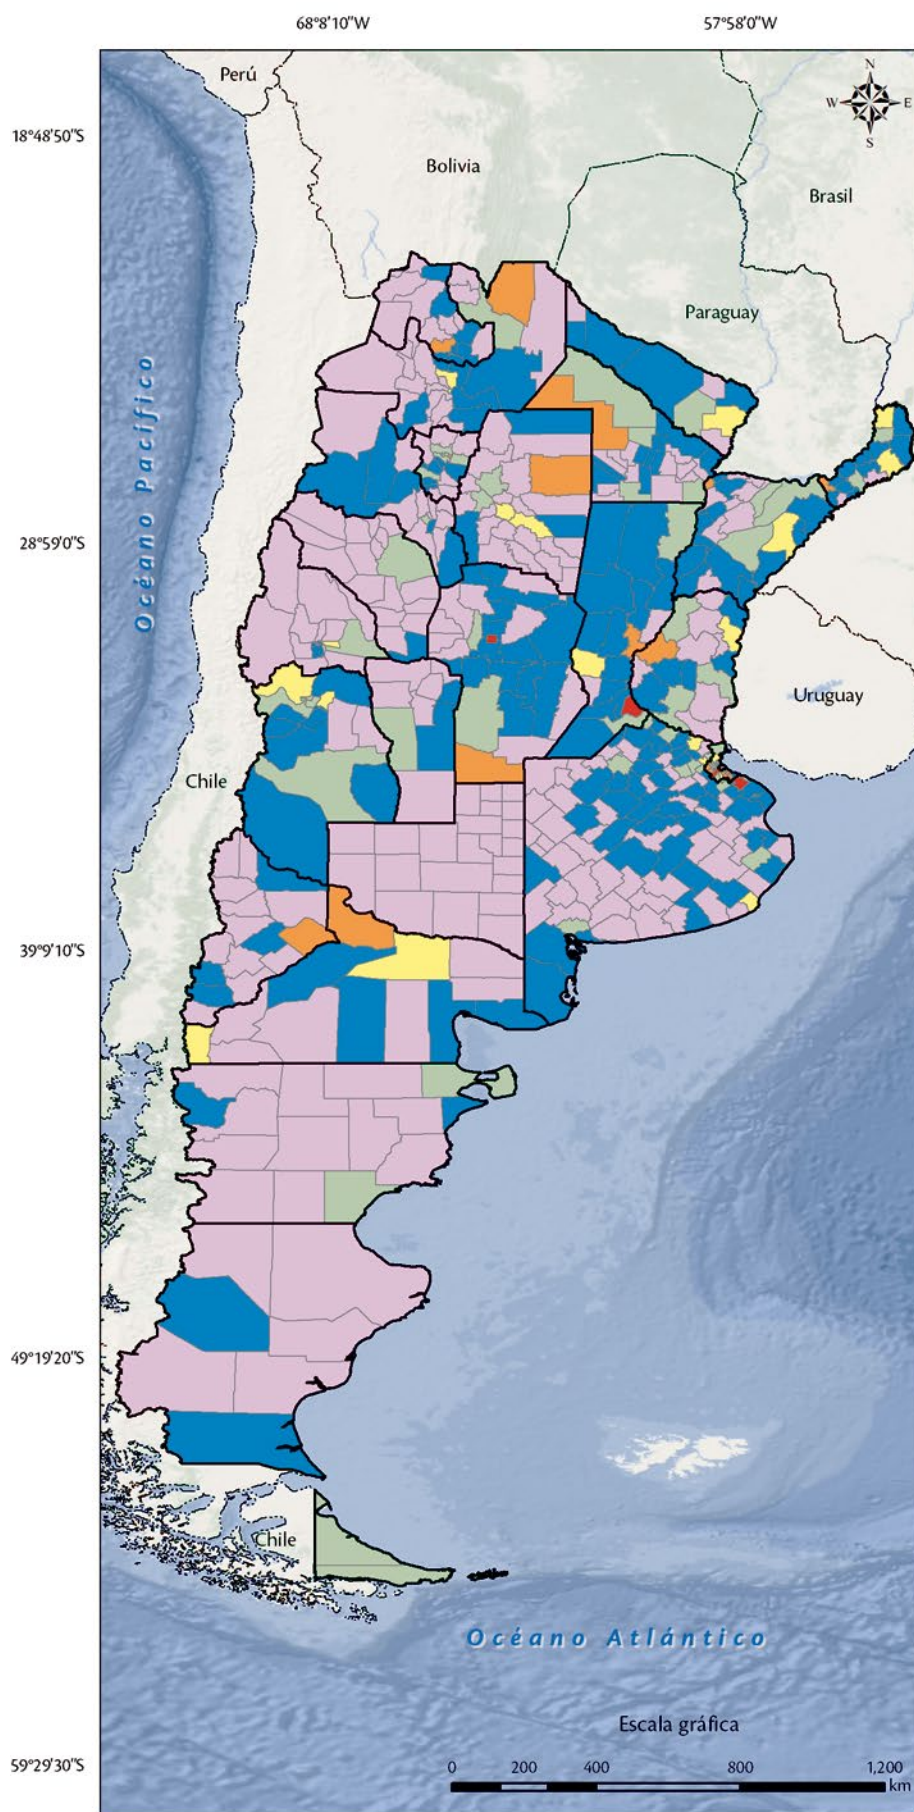 68°8'10"W
57°58'0"W
Perú
N
W
E
S
18°48'50"S
Bolivia
Brasil
Paraguay
Océano Pacífico
28°59'0"S
Uruguay
Chile
39°9'10"S
49°19'20"S
Chile
Océano Atlántico
Escala gráfica
59°29'30"S
0 200 400 800 1,200
km